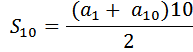 S₁₀ = (a₁ + a₁₀)10 / 2